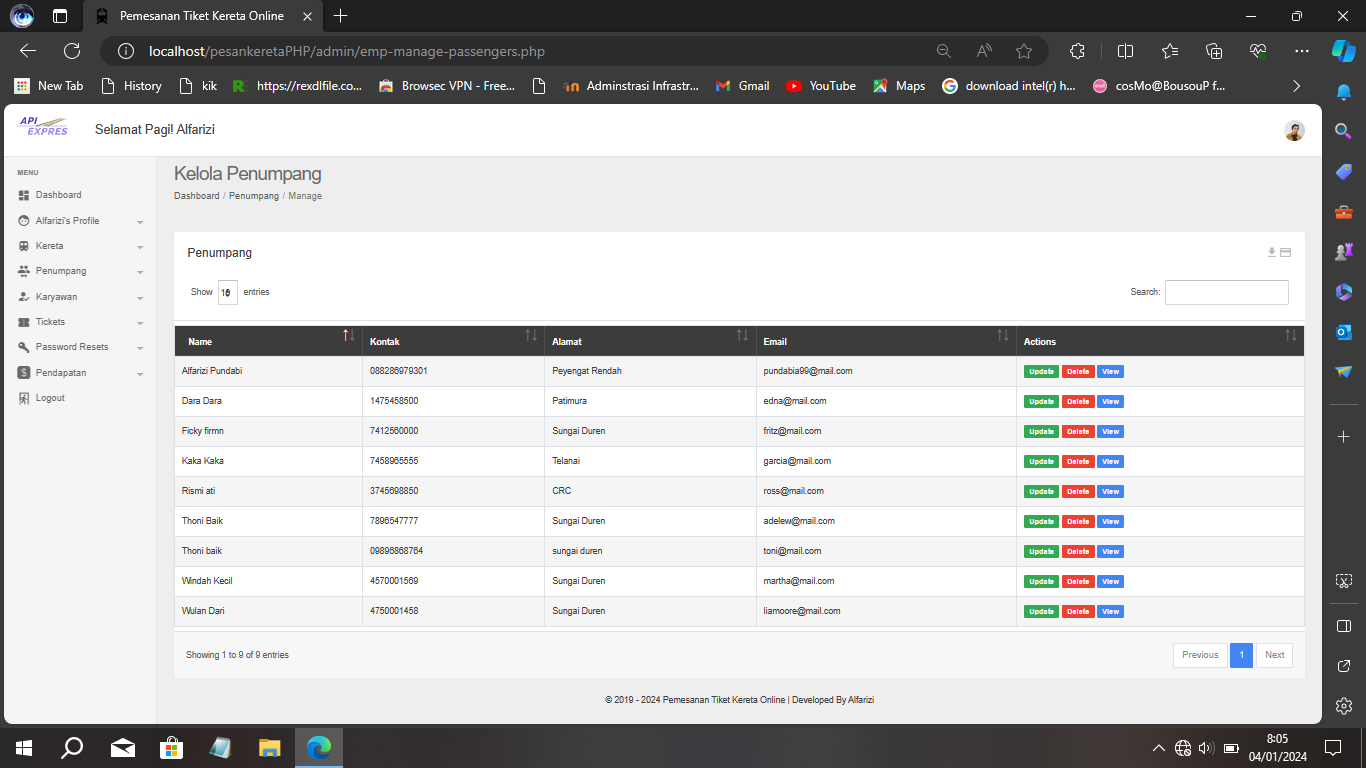 Pemesanan Tiket Kereta Online
localhost/pesankeretaPHP/admin/emp-manage-passengers.php
New Tab History kik https://rexdlfile.co... Browsec VPN - Free... Adminstrasi Infrastr... Gmail YouTube Maps download intel(r) h... cosMo@BousouP f...
API EXPRES
Selamat Pagi! Alfarizi
MENU
Dashboard
Alfarizi's Profile
Kereta
Penumpang
Karyawan
Tickets
Password Resets
Pendapatan
Logout
Kelola Penumpang
Dashboard / Penumpang / Manage
Penumpang
Show 10 entries Search:
Name Kontak Alamat Email Actions
Alfarizi Pundabi 088286979301 Peyengat Rendah pundabia99@mail.com Update Delete View
Dara Dara 1475458500 Patimura edna@mail.com Update Delete View
Ficky firmn 7412560000 Sungai Duren fritz@mail.com Update Delete View
Kaka Kaka 7458965555 Telanai garcia@mail.com Update Delete View
Rismi ati 3745698850 CRC ross@mail.com Update Delete View
Thoni Baik 7896547777 Sungai Duren adelew@mail.com Update Delete View
Thoni baik 09896868764 sungai duren toni@mail.com Update Delete View
Windah Kecil 4570001569 Sungai Duren martha@mail.com Update Delete View
Wulan Dari 4750001458 Sungai Duren liamoore@mail.com Update Delete View
Showing 1 to 9 of 9 entries Previous 1 Next
© 2019 - 2024 Pemesanan Tiket Kereta Online | Developed By Alfarizi
8:05
04/01/2024